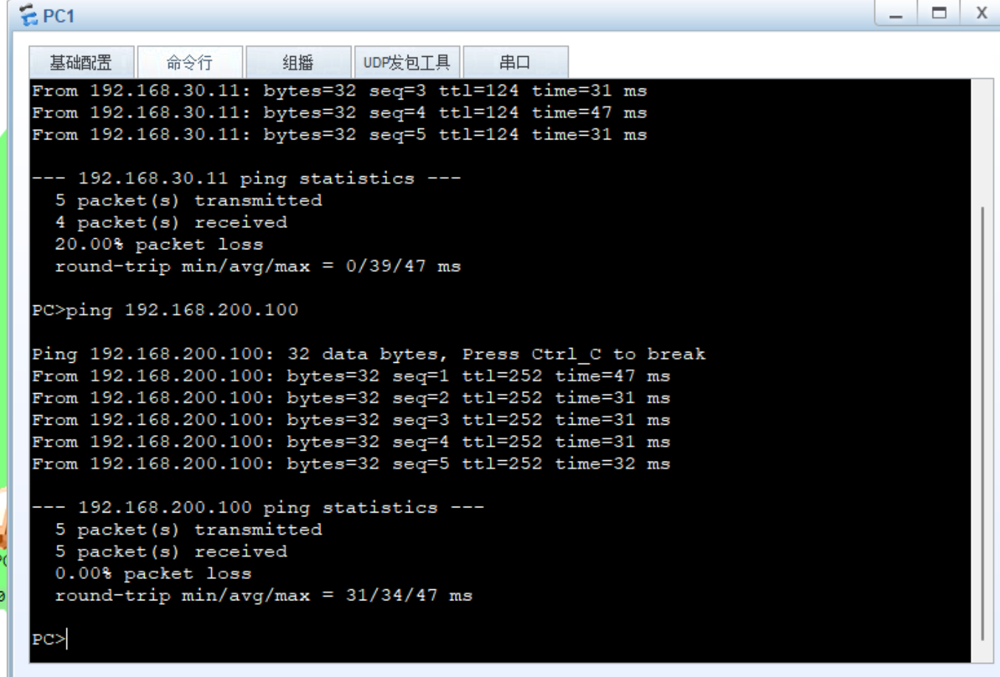 PC1
基础配置 命令行 组播 UDP发包工具 串口
From 192.168.30.11: bytes=32 seq=3 ttl=124 time=31 ms
From 192.168.30.11: bytes=32 seq=4 ttl=124 time=47 ms
From 192.168.30.11: bytes=32 seq=5 ttl=124 time=31 ms
--- 192.168.30.11 ping statistics ---
5 packet(s) transmitted
4 packet(s) received
20.00% packet loss
round-trip min/avg/max = 0/39/47 ms
PC>ping 192.168.200.100
Ping 192.168.200.100: 32 data bytes, Press Ctrl_C to break
From 192.168.200.100: bytes=32 seq=1 ttl=252 time=47 ms
From 192.168.200.100: bytes=32 seq=2 ttl=252 time=31 ms
From 192.168.200.100: bytes=32 seq=3 ttl=252 time=31 ms
From 192.168.200.100: bytes=32 seq=4 ttl=252 time=31 ms
From 192.168.200.100: bytes=32 seq=5 ttl=252 time=32 ms
--- 192.168.200.100 ping statistics ---
5 packet(s) transmitted
5 packet(s) received
0.00% packet loss
round-trip min/avg/max = 31/34/47 ms
PC>